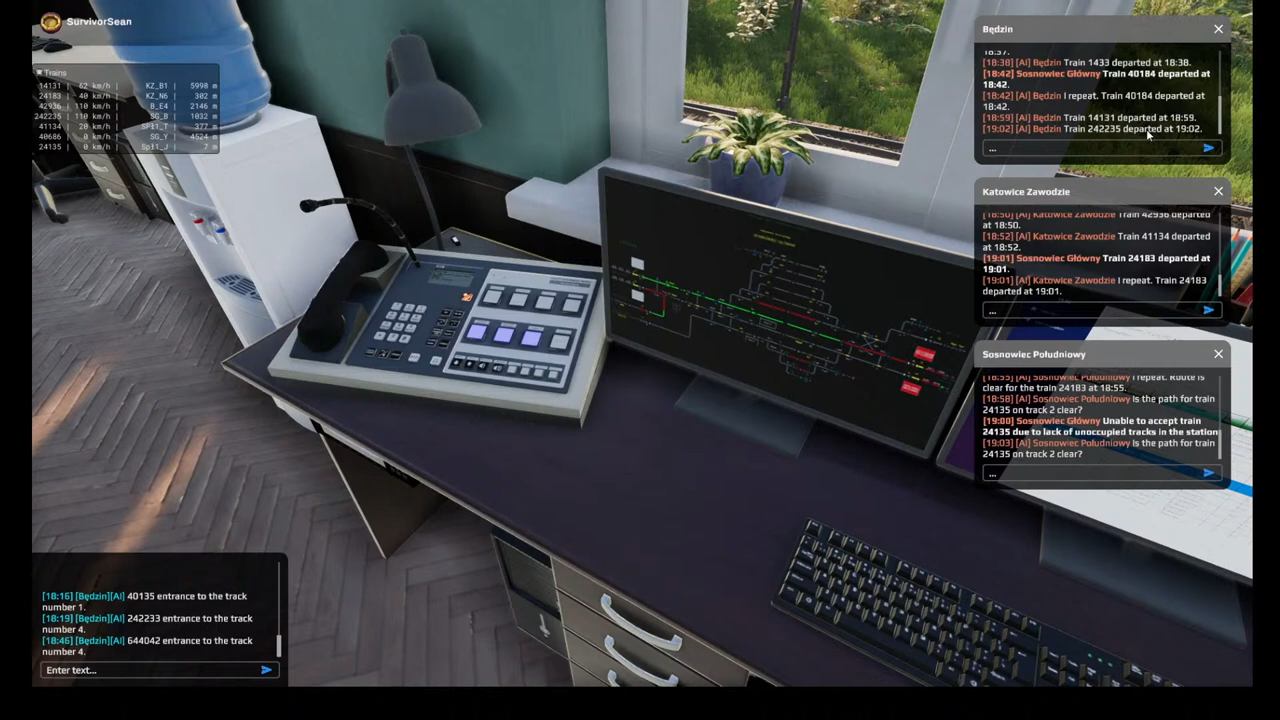 SurvivorSean
Trains
14131 | 62 km/h | KZ_B1 | 5998 m
24183 | 40 km/h | KZ_N6 | 302 m
42936 | 110 km/h | B_E4 | 2146 m
242235 | 110 km/h | SG_B | 1032 m
41134 | 20 km/h | Spł1_T | 377 m
40686 | 0 km/h | SG_Y | 4524 m
24135 | 0 km/h | Spł1_J | 7 m
Będzin
18:37.
[18:38] [AI] Będzin Train 1433 departed at 18:38.
[18:42] Sosnowiec Główny Train 40184 departed at
18:42.
[18:42] [AI] Będzin I repeat. Train 40184 departed at
18:42.
[18:59] [AI] Będzin Train 14131 departed at 18:59.
[19:02] [AI] Będzin Train 242235 departed at 19:02.
...
Katowice Zawodzie
[18:50] [AI] Katowice Zawodzie Train 42936 departed
at 18:50.
[18:52] [AI] Katowice Zawodzie Train 41134 departed
at 18:52.
[19:01] Sosnowiec Główny Train 24183 departed at
19:01.
[19:01] [AI] Katowice Zawodzie I repeat. Train 24183
departed at 19:01.
...
Sosnowiec Południowy
[18:55] [AI] Sosnowiec Południowy I repeat. Route is
clear for the train 24183 at 18:55.
[18:58] [AI] Sosnowiec Południowy Is the path for train
24135 on track 2 clear?
[19:00] Sosnowiec Główny Unable to accept train
24135 due to lack of unoccupied tracks in the station
[19:03] [AI] Sosnowiec Południowy Is the path for train
24135 on track 2 clear?
...
[18:16] [Będzin][AI] 40135 entrance to the track
number 1.
[18:19] [Będzin][AI] 242233 entrance to the track
number 4.
[18:46] [Będzin][AI] 644042 entrance to the track
number 4.
Enter text...